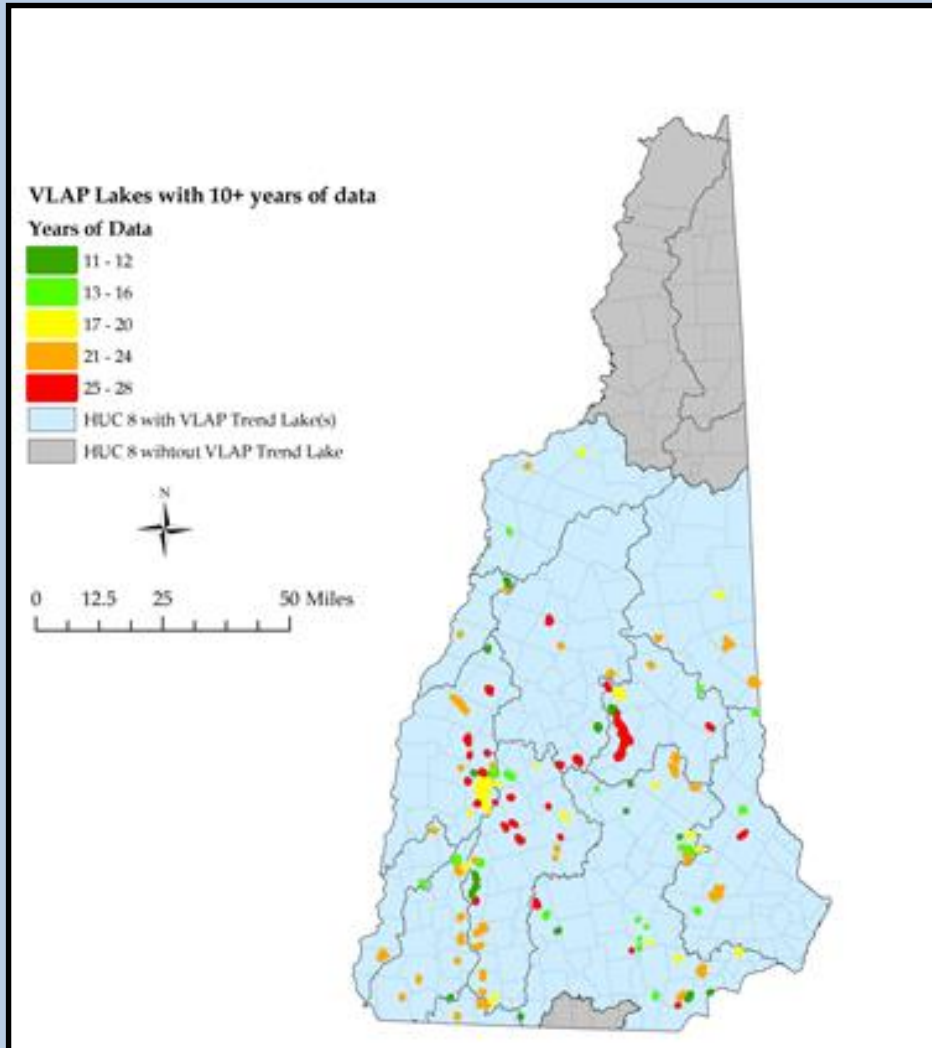 VLAP Lakes with 10+ years of data
Years of Data
11 - 12
13 - 16
17 - 20
21 - 24
25 - 28
HUC 8 with VLAP Trend Lake(s)
HUC 8 wihtout VLAP Trend Lake
N
0 12.5 25 50 Miles